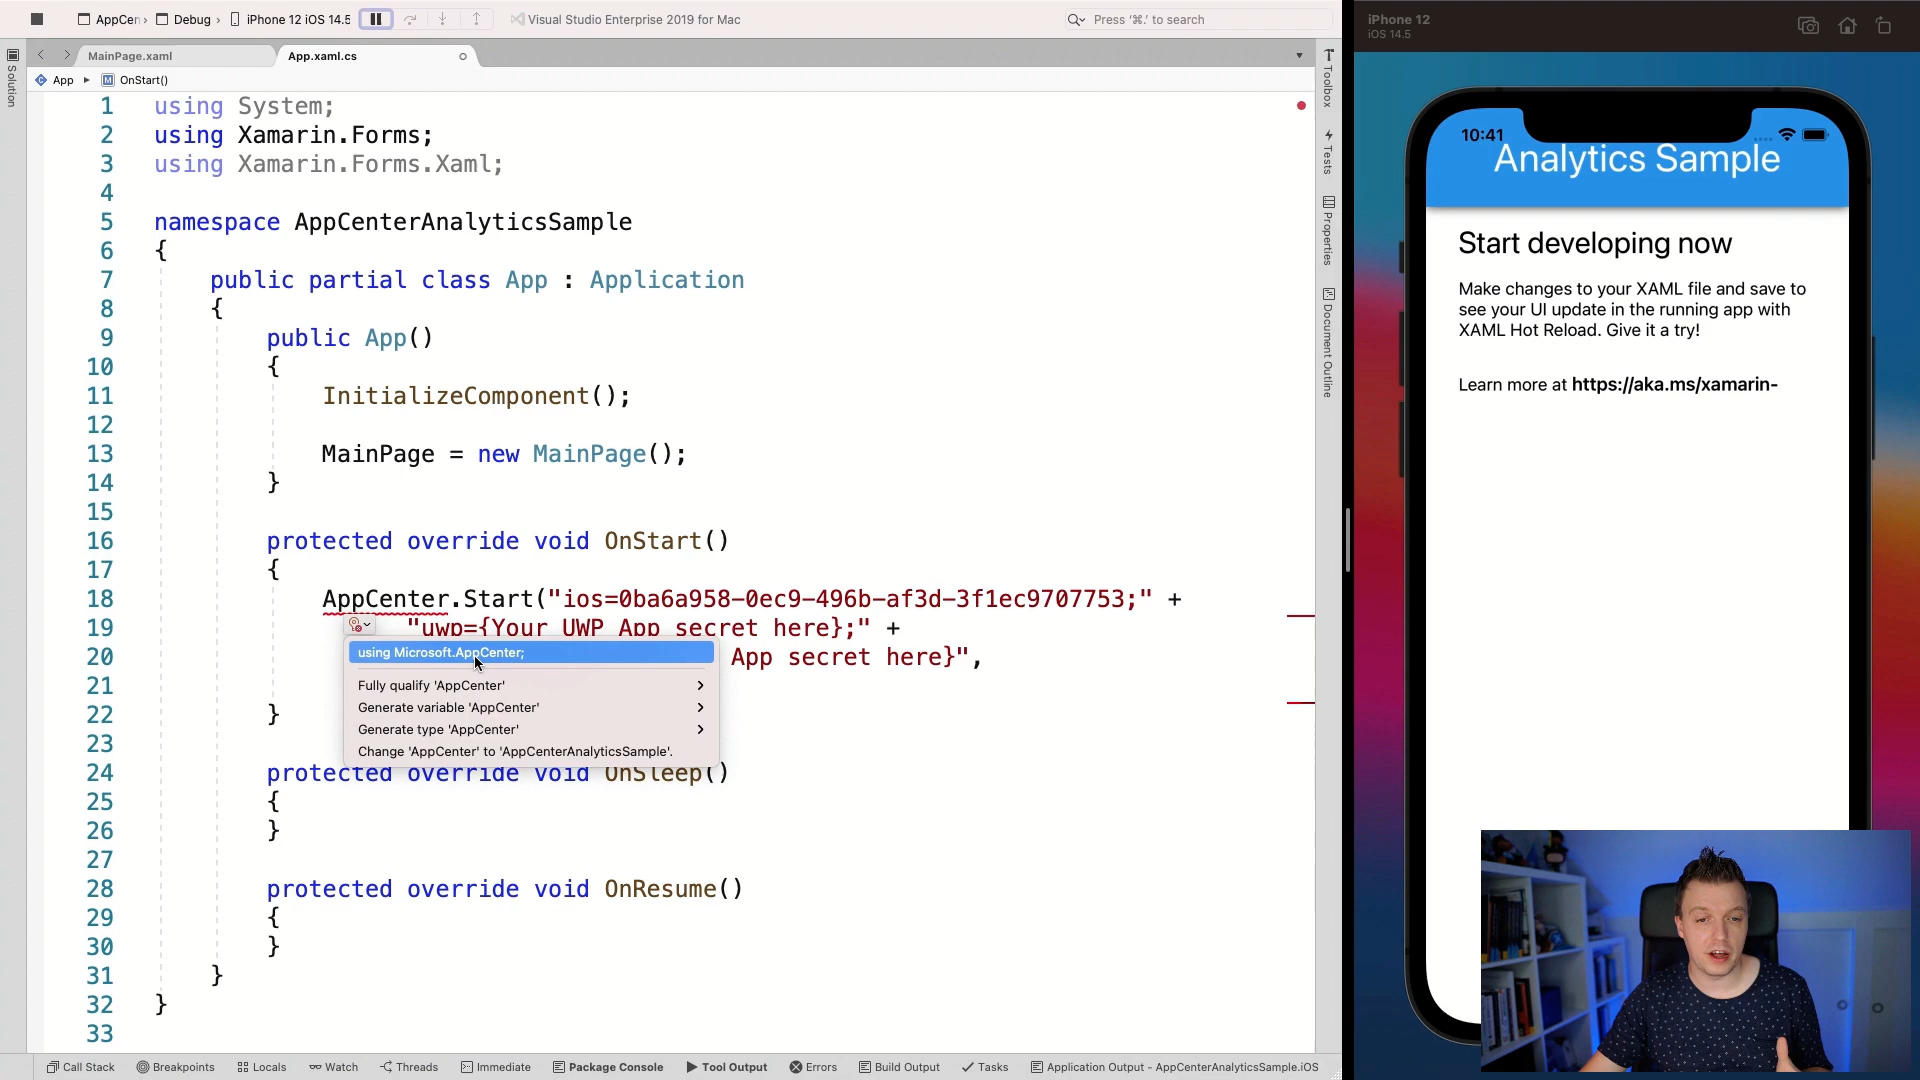 AppCen
Debug
iPhone 12 iOS 14.5
Visual Studio Enterprise 2019 for Mac
Press '⌘.' to search
Solution
MainPage.xaml
App.xaml.cs
App
OnStart()
1 using System;
2 using Xamarin.Forms;
3 using Xamarin.Forms.Xaml;
4
5 namespace AppCenterAnalyticsSample
6 {
7 public partial class App : Application
8 {
9 public App()
10 {
11 InitializeComponent();
12
13 MainPage = new MainPage();
14 }
15
16 protected override void OnStart()
17 {
18 AppCenter.Start("ios=0ba6a958-0ec9-496b-af3d-3f1ec9707753;" +
19 "uwp={Your UWP App secret here};" +
20 App secret here}",
21
22 }
23
24 protected override void OnSleep()
25 {
26 }
27
28 protected override void OnResume()
29 {
30 }
31 }
32 }
33
using Microsoft.AppCenter;
Fully qualify 'AppCenter'
Generate variable 'AppCenter'
Generate type 'AppCenter'
Change 'AppCenter' to 'AppCenterAnalyticsSample'.
Toolbox
Tests
Properties
Document Outline
Call Stack
Breakpoints
Locals
Watch
Threads
Immediate
Package Console
Tool Output
Errors
Build Output
Tasks
Application Output - AppCenterAnalyticsSample.iOS
iPhone 12
iOS 14.5
10:41
Analytics Sample
Start developing now
Make changes to your XAML file and save to
see your UI update in the running app with
XAML Hot Reload. Give it a try!
Learn more at https://aka.ms/xamarin-